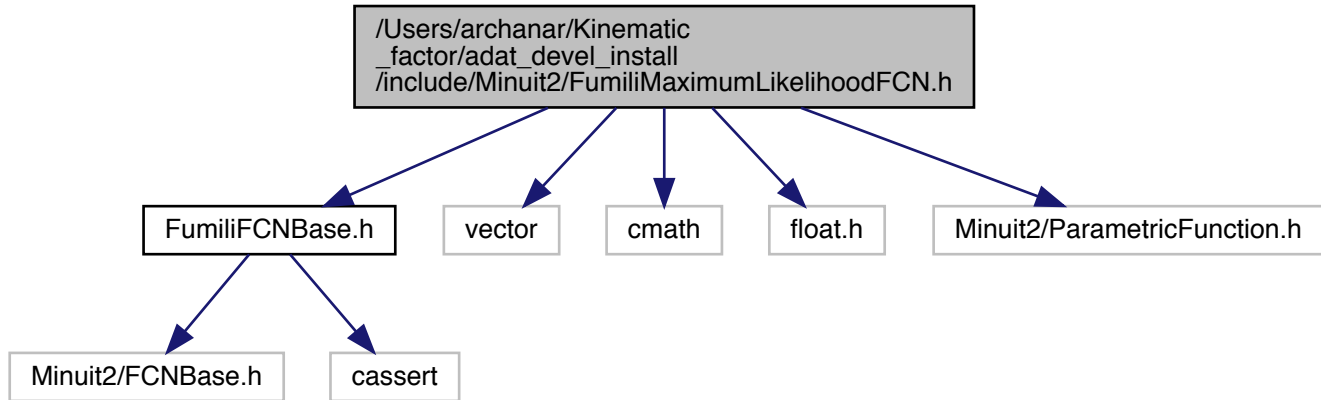 /Users/archanar/Kinematic
_factor/adat_devel_install
/include/Minuit2/FumiliMaximumLikelihoodFCN.h
FumiliFCNBase.h
vector
cmath
float.h
Minuit2/ParametricFunction.h
Minuit2/FCNBase.h
cassert